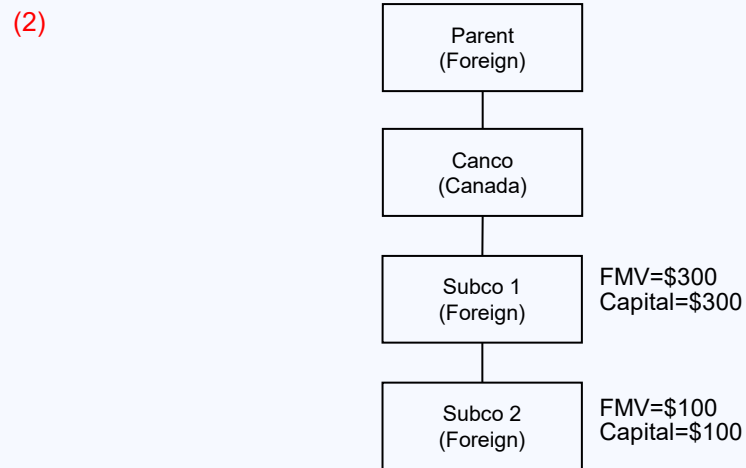 (2)
Parent
(Foreign)
Canco
(Canada)
Subco 1
(Foreign)
FMV=$300
Capital=$300
Subco 2
(Foreign)
FMV=$100
Capital=$100